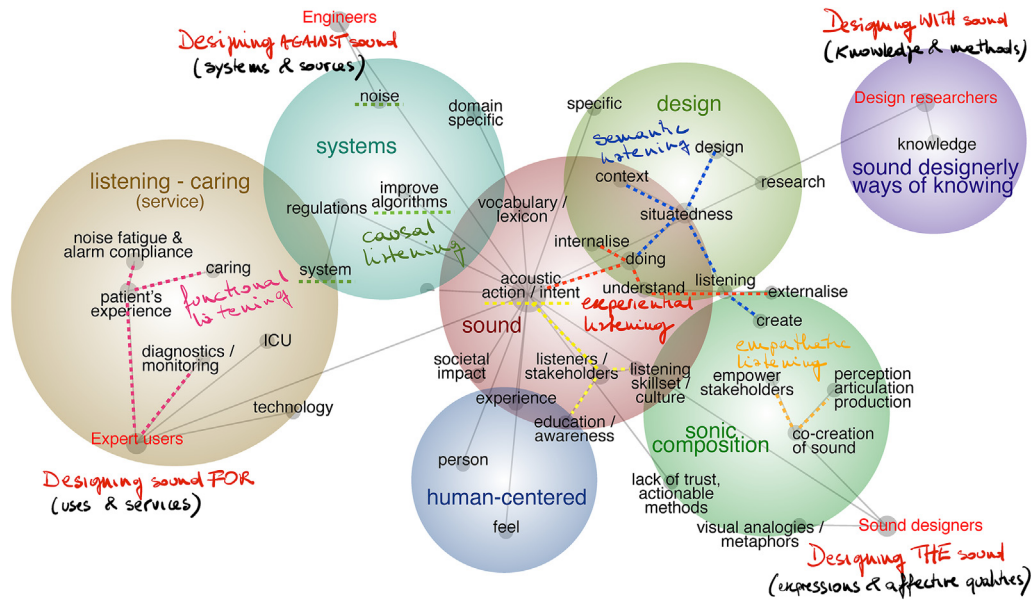 Engineers
Designing AGAINST sound
(systems & sources)
Designing WITH sound
(Knowledge & methods)
noise
domain
specific
specific
design
Design researchers
systems
semantic
listening
design
knowledge
sound designerly
ways of knowing
listening - caring
(service)
improve
algorithms
context
research
regulations
vocabulary /
lexicon
situatedness
causal
listening
noise fatigue &
alarm compliance
internalise
doing
caring
system
acoustic
action / intent
understand
listening
externalise
patient's
experience
functional
listening
sound
experiential
listening
create
diagnostics /
monitoring
ICU
societal
impact
listeners /
stakeholders
listening
skillset /
culture
empathetic
listening
empower
stakeholders
perception
articulation
production
experience
technology
education /
awareness
sonic
composition
co-creation
of sound
Expert users
Designing sound FOR
(uses & services)
person
human-centered
feel
lack of trust,
actionable
methods
visual analogies /
metaphors
Sound designers
Designing THE sound
(expressions & affective qualities)